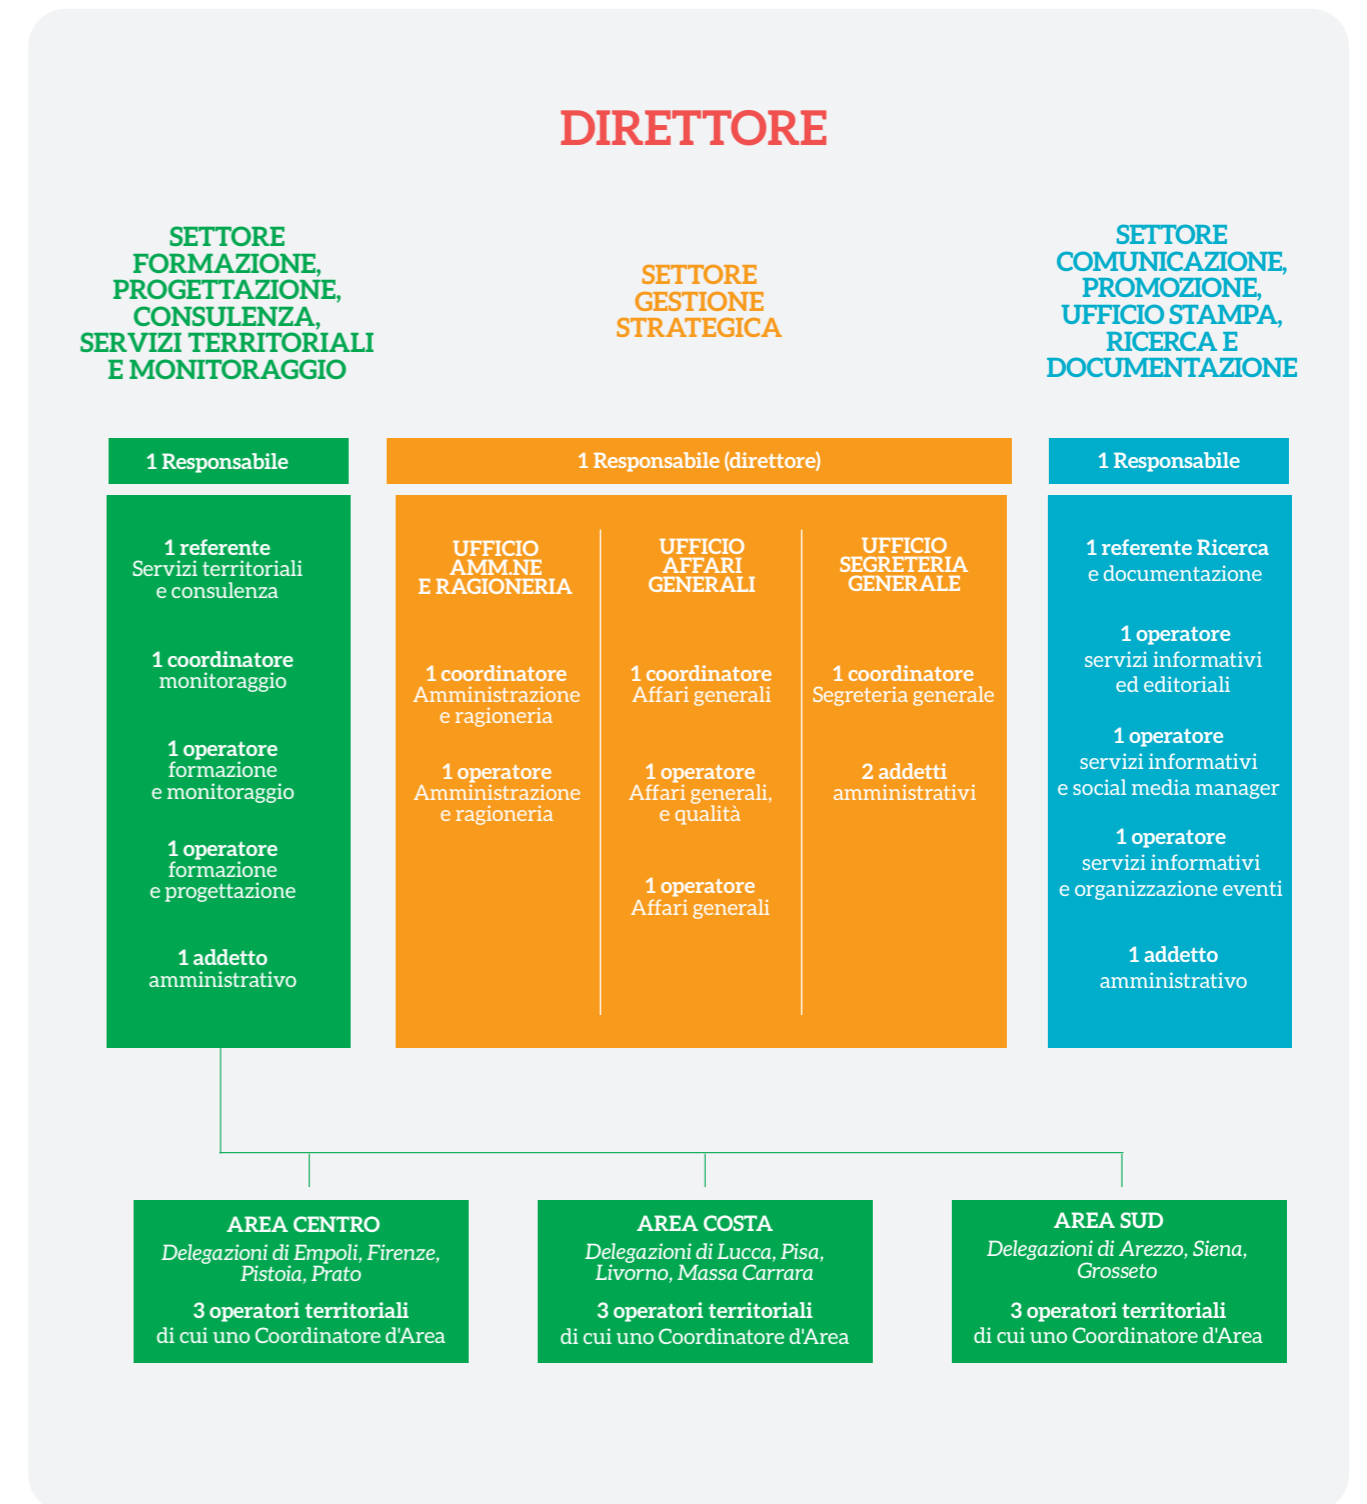 DIRETTORE
SETTORE
FORMAZIONE,
PROGETTAZIONE,
CONSULENZA,
SERVIZI TERRITORIALI
E MONITORAGGIO
SETTORE
GESTIONE
STRATEGICA
SETTORE
COMUNICAZIONE,
PROMOZIONE,
UFFICIO STAMPA,
RICERCA E
DOCUMENTAZIONE
1 Responsabile
1 referente
Servizi territoriali
e consulenza
1 coordinatore
monitoraggio
1 operatore
formazione
e monitoraggio
1 operatore
formazione
e progettazione
1 addetto
amministrativo
1 Responsabile (direttore)
UFFICIO
AMM.NE
E RAGIONERIA
1 coordinatore
Amministrazione
e ragioneria
1 operatore
Amministrazione
e ragioneria
UFFICIO
AFFARI
GENERALI
1 coordinatore
Affari generali
1 operatore
Affari generali,
e qualità
1 operatore
Affari generali
UFFICIO
SEGRETERIA
GENERALE
1 coordinatore
Segreteria generale
2 addetti
amministrativi
1 Responsabile
1 referente Ricerca
e documentazione
1 operatore
servizi informativi
ed editoriali
1 operatore
servizi informativi
e social media manager
1 operatore
servizi informativi
e organizzazione eventi
1 addetto
amministrativo
AREA CENTRO
Delegazioni di Empoli, Firenze,
Pistoia, Prato
3 operatori territoriali
di cui uno Coordinatore d'Area
AREA COSTA
Delegazioni di Lucca, Pisa,
Livorno, Massa Carrara
3 operatori territoriali
di cui uno Coordinatore d'Area
AREA SUD
Delegazioni di Arezzo, Siena,
Grosseto
3 operatori territoriali
di cui uno Coordinatore d'Area